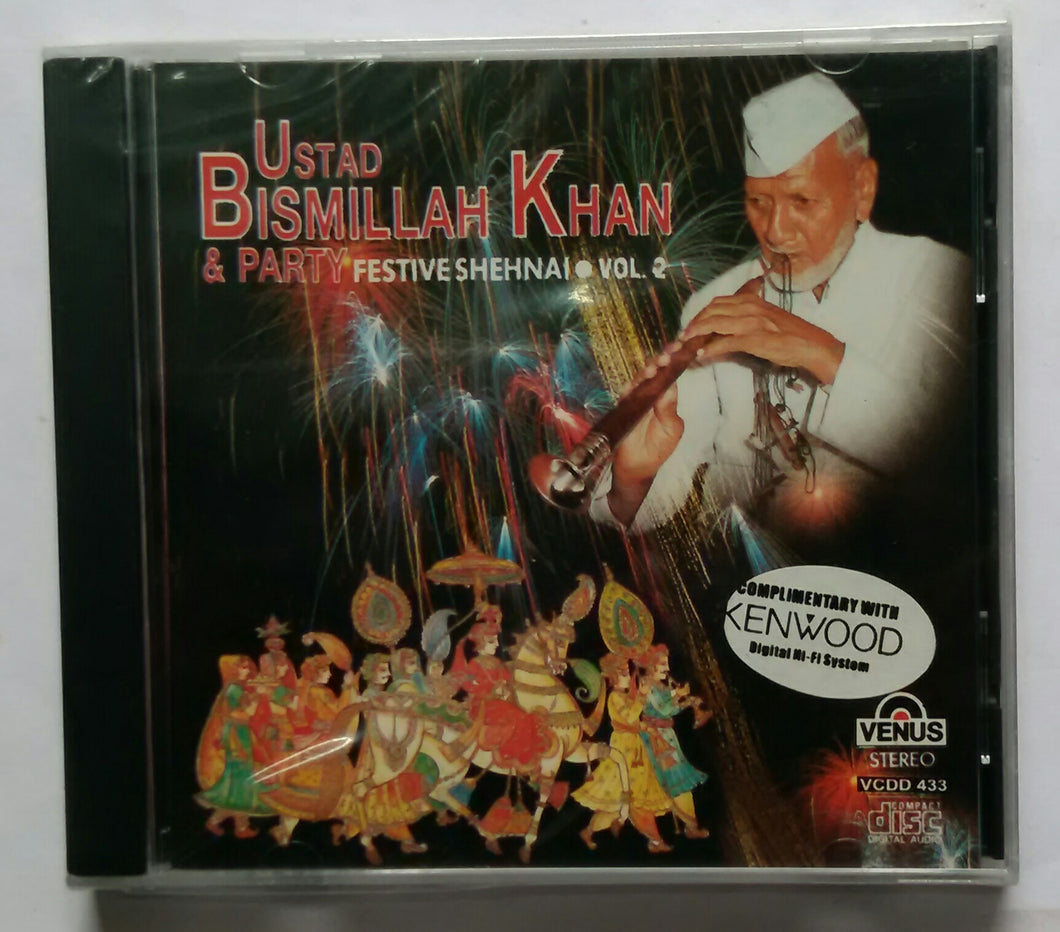 USTAD
BISMILLAH KHAN
& PARTY FESTIVE SHEHNAI ● VOL. 2
COMPLIMENTARY WITH
KENWOOD
Digital Hi-Fi System
VENUS
STEREO
VCDD 433
COMPACT
disc
DIGITAL AUDIO